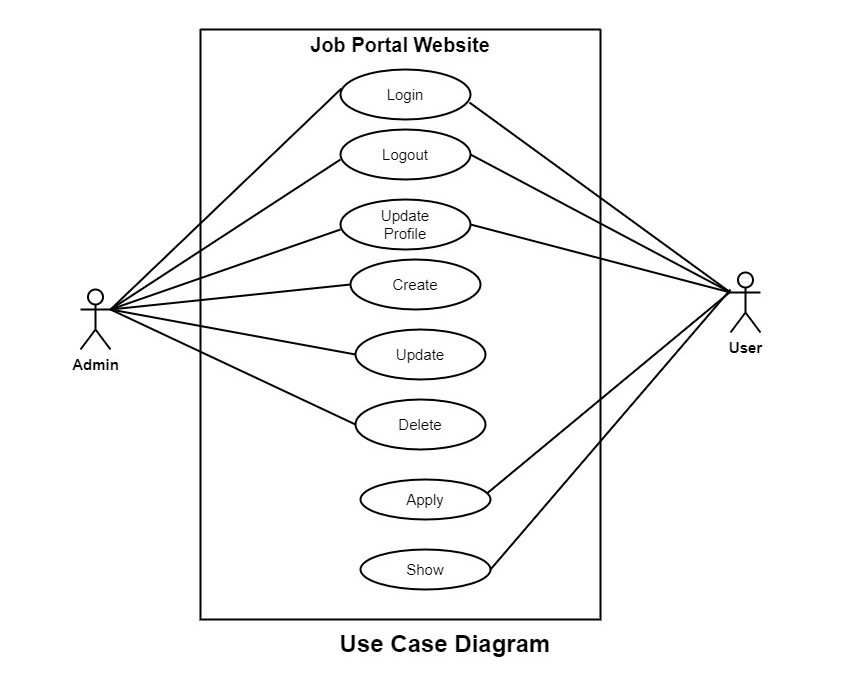 Job Portal Website
Login
Logout
Update
Profile
Create
Update
Delete
Apply
Show
Admin
User
Use Case Diagram